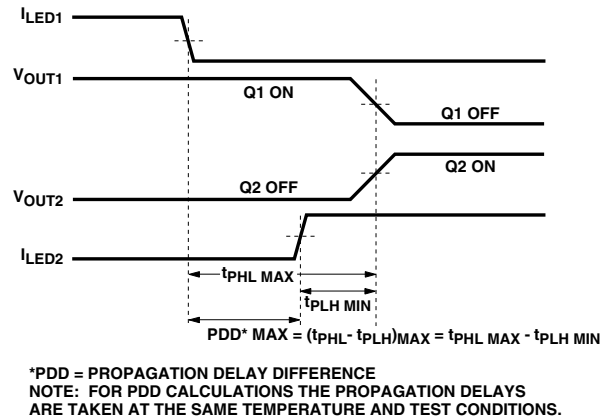 ILED1
VOUT1
Q1 ON
Q1 OFF
Q2 ON
Q2 OFF
VOUT2
ILED2
tPHL MAX
tPLH MIN
PDD* MAX = (tPHL- tPLH)MAX = tPHL MAX - tPLH MIN
*PDD = PROPAGATION DELAY DIFFERENCE
NOTE: FOR PDD CALCULATIONS THE PROPAGATION DELAYS
ARE TAKEN AT THE SAME TEMPERATURE AND TEST CONDITIONS.